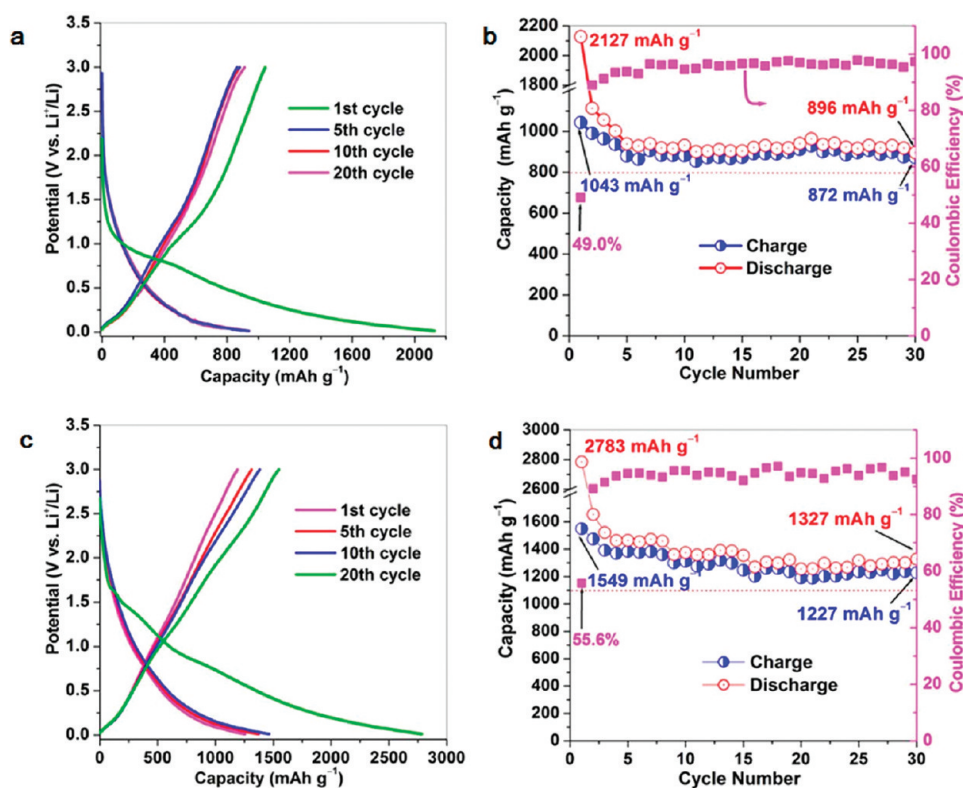 a
3.5
3.0
2.5
2.0
1.5
1.0
0.5
0.0
Potential (V vs. Li⁺/Li)
1st cycle
5th cycle
10th cycle
20th cycle
0 400 800 1200 1600 2000
Capacity (mAh g⁻¹)
b
2200
2000
1800
1000
800
600
400
200
0
Capacity (mAh g⁻¹)
2127 mAh g⁻¹
896 mAh g⁻¹
1043 mAh g⁻¹
872 mAh g⁻¹
49.0%
Charge
Discharge
100
80
60
40
20
0
Coulombic Efficiency (%)
0 5 10 15 20 25 30
Cycle Number
c
3.5
3.0
2.5
2.0
1.5
1.0
0.5
0.0
Potential (V vs. Li⁺/Li)
1st cycle
5th cycle
10th cycle
20th cycle
0 500 1000 1500 2000 2500 3000
Capacity (mAh g⁻¹)
d
3000
2800
2600
1600
1400
1200
1000
800
600
400
200
0
Capacity (mAh g⁻¹)
2783 mAh g⁻¹
1327 mAh g⁻¹
1549 mAh g⁻¹
1227 mAh g⁻¹
55.6%
Charge
Discharge
100
80
60
40
20
0
Coulombic Efficiency (%)
0 5 10 15 20 25 30
Cycle Number